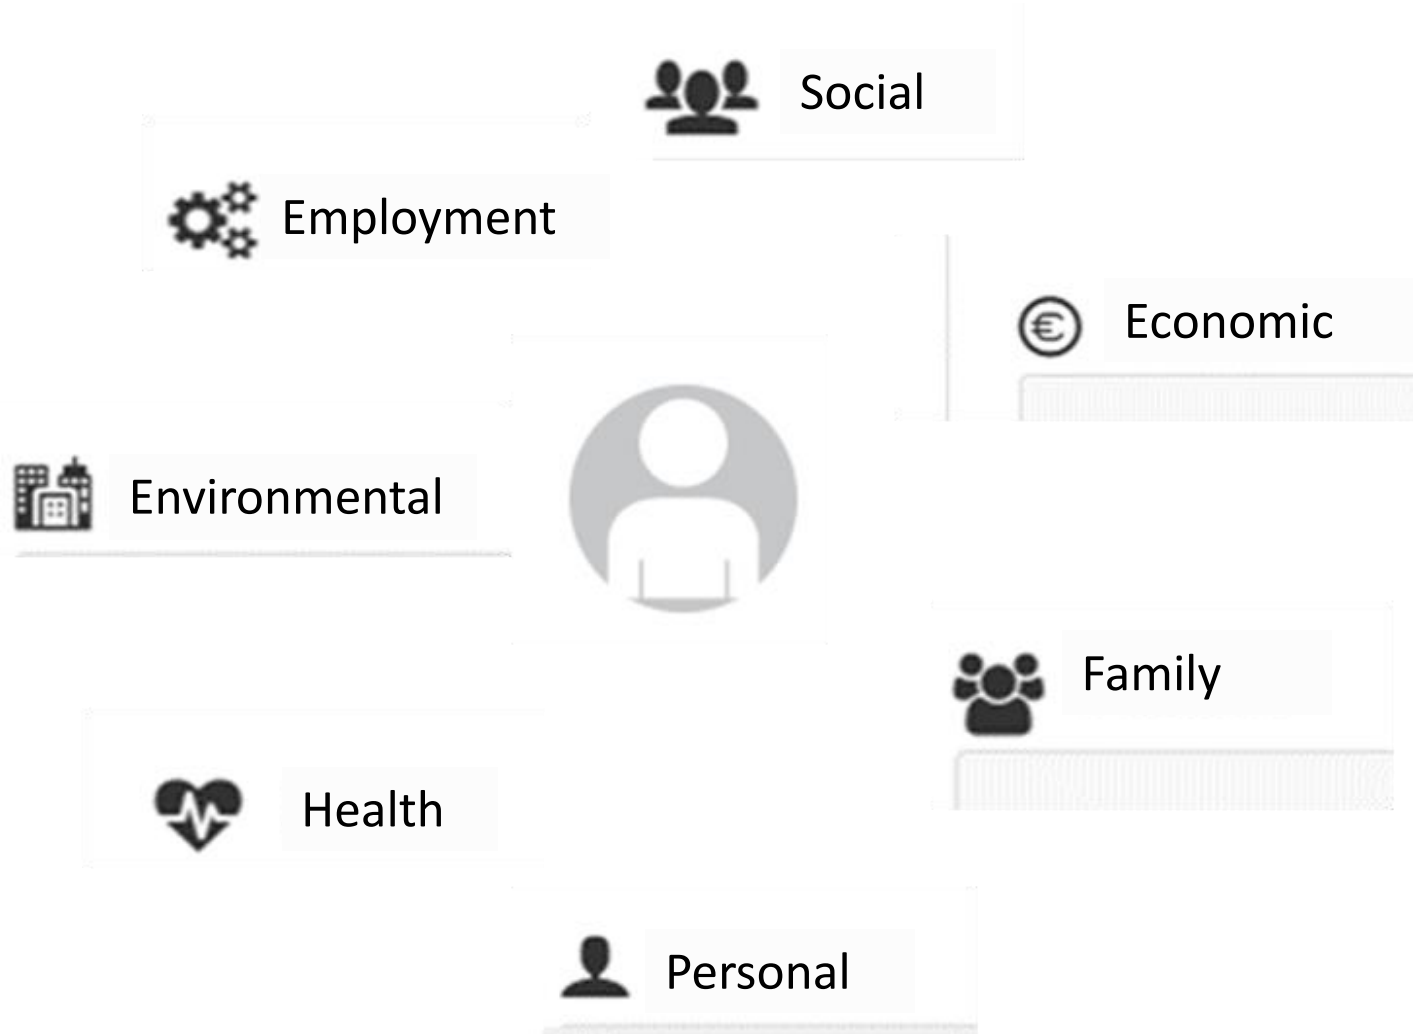 Social
Employment
Economic
Environmental
Family
Health
Personal